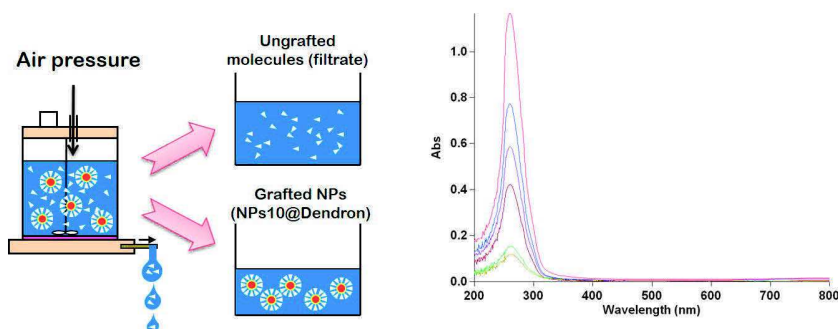 Air pressure
Ungrafted
molecules (filtrate)
Grafted NPs
(NPs10@Dendron)
Abs
1.0
0.8
0.6
0.4
0.2
0.0
200
300
400
500
600
700
800
Wavelength (nm)